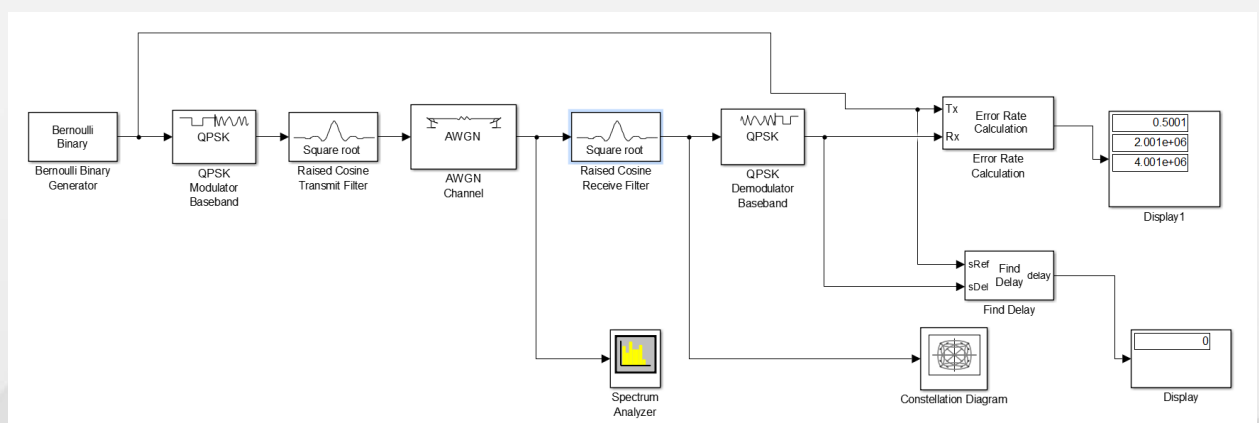 Bernoulli
Binary
Bernoulli Binary
Generator
QPSK
QPSK
Modulator
Baseband
Square root
Raised Cosine
Transmit Filter
AWGN
AWGN
Channel
Square root
Raised Cosine
Receive Filter
QPSK
QPSK
Demodulator
Baseband
Tx
Rx
Error Rate
Calculation
Error Rate
Calculation
0.5001
2.001e+06
4.001e+06
Display1
sRef
sDel
Find
Delay
delay
Find Delay
Spectrum
Analyzer
Constellation Diagram
0
Display